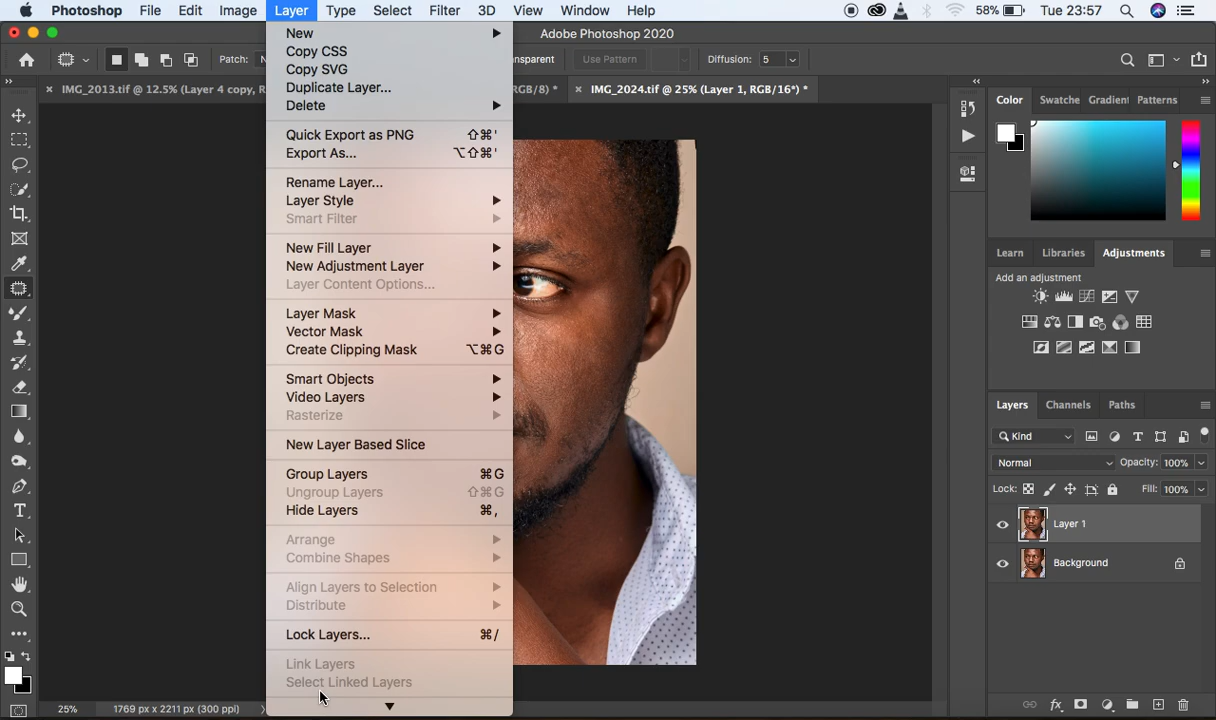 Photoshop File Edit Image Layer Type Select Filter 3D View Window Help 58% Tue 23:57
Adobe Photoshop 2020
Patch: N ansparent Use Pattern Diffusion: 5
IMG_2013.tif @ 12.5% (Layer 4 copy, R RGB/8) * IMG_2024.tif @ 25% (Layer 1, RGB/16*) *
New
Copy CSS
Copy SVG
Duplicate Layer...
Delete
Quick Export as PNG ⇧⌘'
Export As... ⌥⇧⌘'
Rename Layer...
Layer Style
Smart Filter
New Fill Layer
New Adjustment Layer
Layer Content Options...
Layer Mask
Vector Mask
Create Clipping Mask ⌥⌘G
Smart Objects
Video Layers
Rasterize
New Layer Based Slice
Group Layers ⌘G
Ungroup Layers ⇧⌘G
Hide Layers ⌘,
Arrange
Combine Shapes
Align Layers to Selection
Distribute
Lock Layers... ⌘/
Link Layers
Select Linked Layers
Color Swatche Gradien Patterns
Learn Libraries Adjustments
Add an adjustment
Layers Channels Paths
Kind
Normal Opacity: 100%
Lock: Fill: 100%
Layer 1
Background
25% 1769 px x 2211 px (300 ppi)